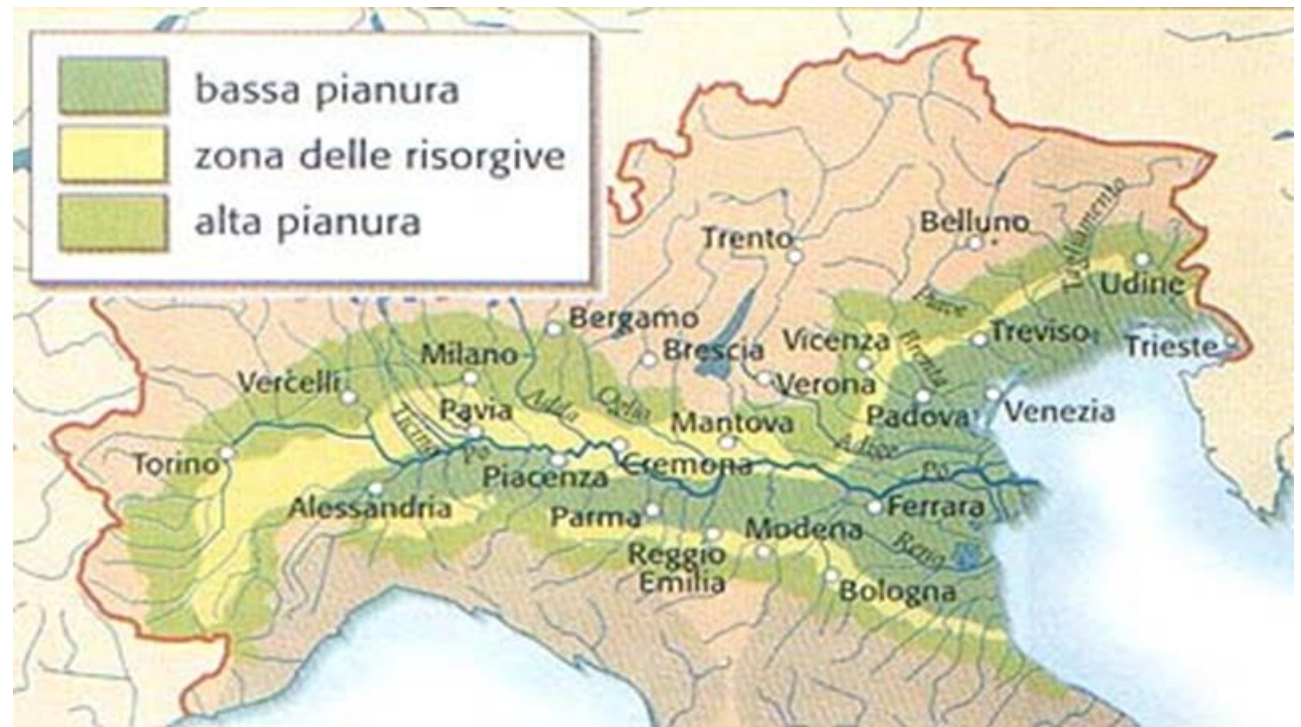 bassa pianura
zona delle risorgive
alta pianura
Tagliamento
Belluno
Trento
Udine
Piave
Bergamo
Treviso
Vicenza
Brenta
Trieste
Milano
Brescia
Vercelli
Verona
Oglio
Adda
Pavia
Ticino
Mantova
Padova
Venezia
Adige
Torino
Po
Cremona
Po
Piacenza
Alessandria
Ferrara
Parma
Modena
Reno
Reggio
Emilia
Bologna